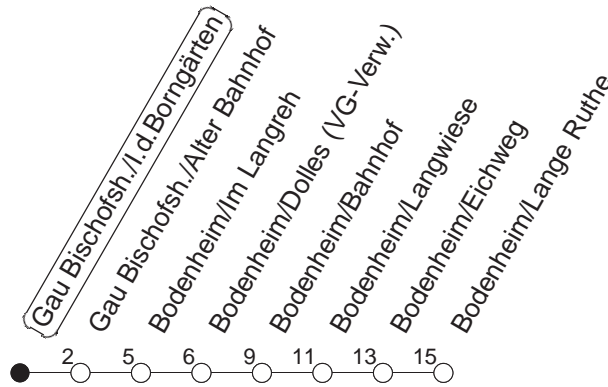 Gau Bischofsh./I.d.Borngärten
Gau Bischofsh./Alter Bahnhof
Bodenheim/Im Langreh
Bodenheim/Dolles (VG-Verw.)
Bodenheim/Bahnhof
Bodenheim/Langwiese
Bodenheim/Eichweg
Bodenheim/Lange Ruthe
2 5 6 9 11 13 15